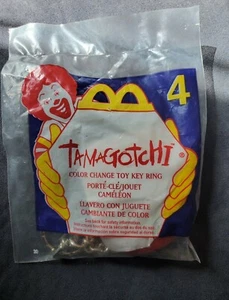 4
TAMAGOTCHI
COLOR CHANGE TOY KEY RING
PORTE-CLÉ/JOUET
CAMÉLÉON
LLAVERO CON JUGUETE
CAMBIANTE DE COLOR